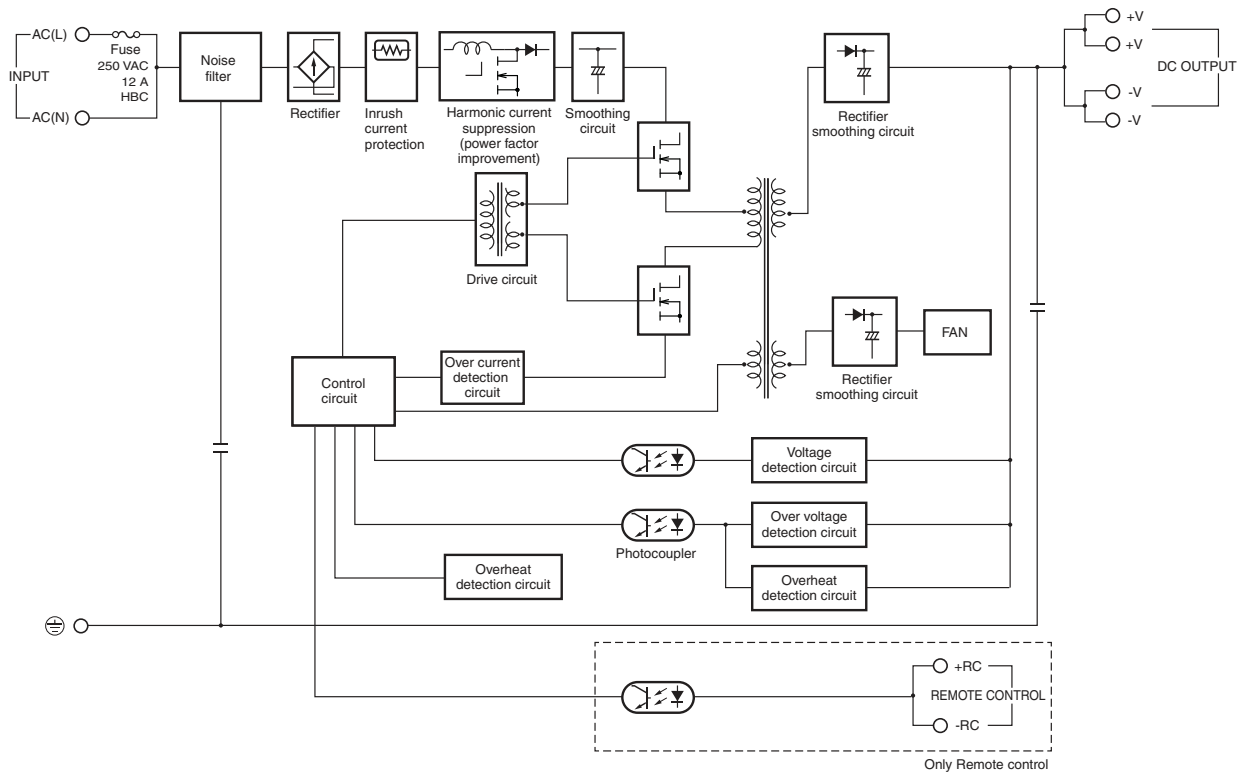 AC(L)
Fuse
250 VAC
12 A
HBC
INPUT
AC(N)
Noise
filter
Rectifier
Inrush
current
protection
Harmonic current
suppression
(power factor
improvement)
Smoothing
circuit
Rectifier
smoothing circuit
+V
+V
DC OUTPUT
-V
-V
Drive circuit
Control
circuit
Over current
detection
circuit
Rectifier
smoothing circuit
FAN
Voltage
detection circuit
Over voltage
detection circuit
Photocoupler
Overheat
detection circuit
Overheat
detection circuit
+RC
REMOTE CONTROL
-RC
Only Remote control